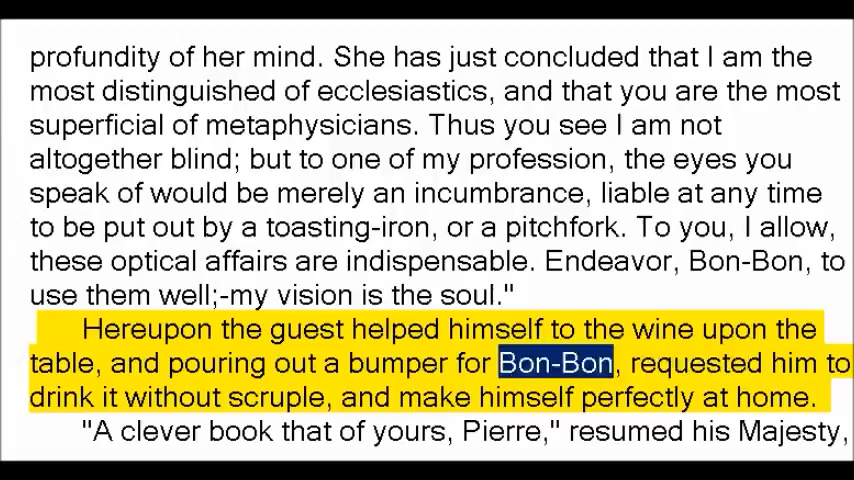 profundity of her mind. She has just concluded that I am the
most distinguished of ecclesiastics, and that you are the most
superficial of metaphysicians. Thus you see I am not
altogether blind; but to one of my profession, the eyes you
speak of would be merely an incumbrance, liable at any time
to be put out by a toasting-iron, or a pitchfork. To you, I allow,
these optical affairs are indispensable. Endeavor, Bon-Bon, to
use them well;-my vision is the soul."
Hereupon the guest helped himself to the wine upon the
table, and pouring out a bumper for Bon-Bon, requested him to
drink it without scruple, and make himself perfectly at home.
"A clever book that of yours, Pierre," resumed his Majesty,